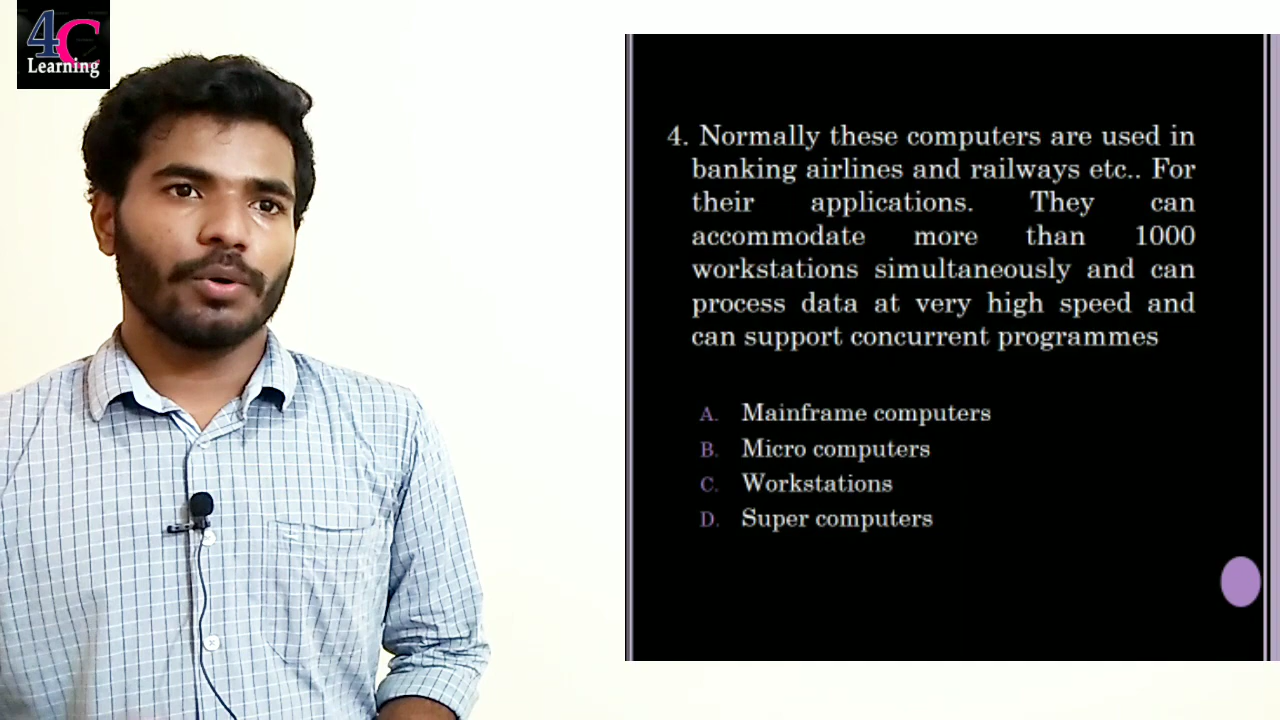 4C
Learning
4. Normally these computers are used in
banking airlines and railways etc.. For
their applications. They can
accommodate more than 1000
workstations simultaneously and can
process data at very high speed and
can support concurrent programmes
A. Mainframe computers
B. Micro computers
C. Workstations
D. Super computers